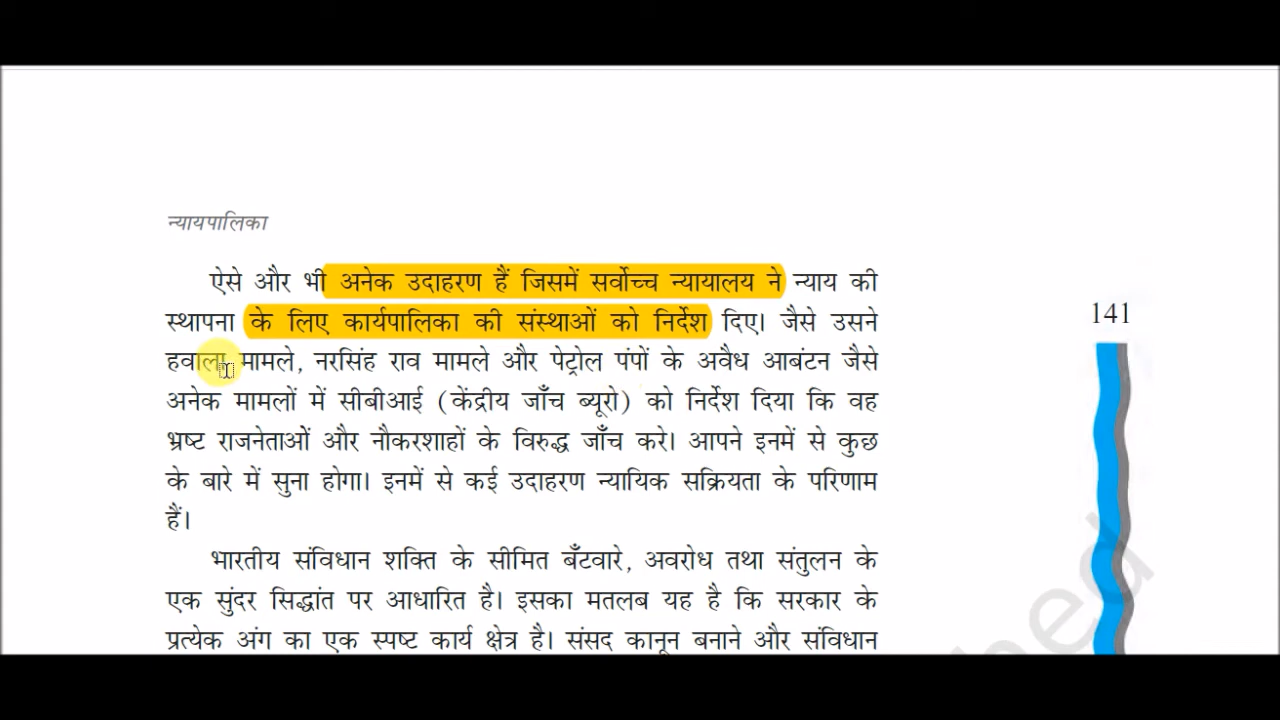 न्यायपालिका
ऐसे और भी अनेक उदाहरण हैं जिसमें सर्वोच्च न्यायालय ने न्याय की
स्थापना के लिए कार्यपालिका की संस्थाओं को निर्देश दिए। जैसे उसने
हवाला मामले, नरसिंह राव मामले और पेट्रोल पंपों के अवैध आबंटन जैसे
अनेक मामलों में सीबीआई (केंद्रीय जाँच ब्यूरो) को निर्देश दिया कि वह
भ्रष्ट राजनेताओं और नौकरशाहों के विरुद्ध जाँच करे। आपने इनमें से कुछ
के बारे में सुना होगा। इनमें से कई उदाहरण न्यायिक सक्रियता के परिणाम
हैं।
भारतीय संविधान शक्ति के सीमित बँटवारे, अवरोध तथा संतुलन के
एक सुंदर सिद्धांत पर आधारित है। इसका मतलब यह है कि सरकार के
प्रत्येक अंग का एक स्पष्ट कार्य क्षेत्र है। संसद कानून बनाने और संविधान
141